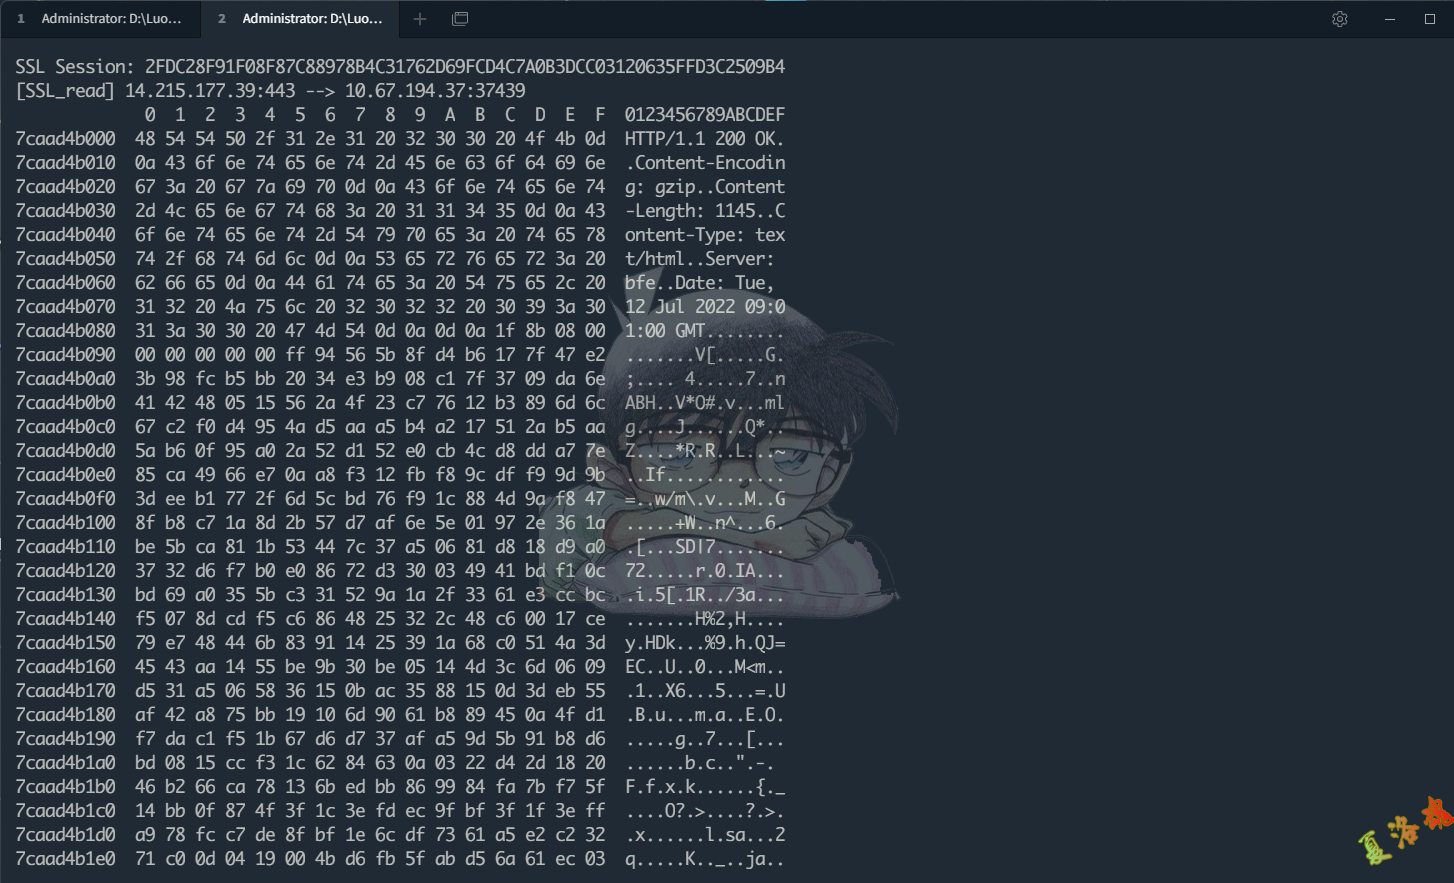 1 Administrator: D:\Luo...
2 Administrator: D:\Luo...
SSL Session: 2FDC28F91F08F87C88978B4C31762D69FCD4C7A0B3DCC03120635FFD3C2509B4
[SSL_read] 14.215.177.39:443 --> 10.67.194.37:37439
0 1 2 3 4 5 6 7 8 9 A B C D E F 0123456789ABCDEF
7caad4b000 48 54 54 50 2f 31 2e 31 20 32 30 30 20 4f 4b 0d HTTP/1.1 200 OK.
7caad4b010 0a 43 6f 6e 74 65 6e 74 2d 45 6e 63 6f 64 69 6e .Content-Encodin
7caad4b020 67 3a 20 67 7a 69 70 0d 0a 43 6f 6e 74 65 6e 74 g: gzip..Content
7caad4b030 2d 4c 65 6e 67 74 68 3a 20 31 31 34 35 0d 0a 43 -Length: 1145..C
7caad4b040 6f 6e 74 65 6e 74 2d 54 79 70 65 3a 20 74 65 78 ontent-Type: tex
7caad4b050 74 2f 68 74 6d 6c 0d 0a 53 65 72 76 65 72 3a 20 t/html..Server: 
7caad4b060 62 66 65 0d 0a 44 61 74 65 3a 20 54 75 65 2c 20 bfe..Date: Tue, 
7caad4b070 31 32 20 4a 75 6c 20 32 30 32 32 20 30 39 3a 30 12 Jul 2022 09:0
7caad4b080 31 3a 30 30 20 47 4d 54 0d 0a 0d 0a 1f 8b 08 00 1:00 GMT........
7caad4b090 00 00 00 00 00 ff 94 56 5b 8f d4 b6 17 7f 47 e2 .......V[.....G.
7caad4b0a0 3b 98 fc b5 bb 20 34 e3 b9 08 c1 7f 37 09 da 6e ;.... 4.....7..n
7caad4b0b0 41 42 48 05 15 56 2a 4f 23 c7 76 12 b3 89 6d 6c ABH..V*O#.v...ml
7caad4b0c0 67 c2 f0 d4 95 4a d5 aa a5 b4 a2 17 51 2a b5 aa g....J......Q*..
7caad4b0d0 5a b6 0f 95 a0 2a 52 d1 52 e0 cb 4c d8 dd a7 7e Z....*R.R..L...~
7caad4b0e0 85 ca 49 66 e7 0a a8 f3 12 fb f8 9c df f9 9d 9b ..If............
7caad4b0f0 3d ee b1 77 2f 6d 5c bd 76 f9 1c 88 4d 9a f8 47 =..w/m\.v...M..G
7caad4b100 8f b8 c7 1a 8d 2b 57 d7 af 6e 5e 01 97 2e 36 1a .....+W..n^...6.
7caad4b110 be 5b ca 81 1b 53 44 7c 37 a5 06 81 d8 18 d9 a0 .[...SD|7.......
7caad4b120 37 32 d6 f7 b0 e0 86 72 d3 30 03 49 41 bd f1 0c 72.....r.0.IA...
7caad4b130 bd 69 a0 35 5b c3 31 52 9a 1a 2f 33 61 e3 cc bc .i.5[.1R../3a...
7caad4b140 f5 07 8d cd f5 c6 86 48 25 32 2c 48 c6 00 17 ce .......H%2,H....
7caad4b150 79 e7 48 44 6b 83 91 14 25 39 1a 68 c0 51 4a 3d y.HDk...%9.h.QJ=
7caad4b160 45 43 aa 14 55 be 9b 30 be 05 14 4d 3c 6d 06 09 EC..U..0...M<m..
7caad4b170 d5 31 a5 06 58 36 15 0b ac 35 88 15 0d 3d eb 55 .1..X6...5...=.U
7caad4b180 af 42 a8 75 bb 19 10 6d 90 61 b8 89 45 0a 4f d1 .B.u...m.a..E.O.
7caad4b190 f7 da c1 f5 1b 67 d6 d7 37 af a5 9d 5b 91 b8 d6 .....g..7...[...
7caad4b1a0 bd 08 15 cc f3 1c 62 84 63 0a 03 22 d4 2d 18 20 ......b.c..".-. 
7caad4b1b0 46 b2 66 ca 78 13 6b ed bb 86 99 84 fa 7b f7 5f F.f.x.k......{._
7caad4b1c0 14 bb 0f 87 4f 3f 1c 3e fd ec 9f bf 3f 1f 3e ff ....O?.>....?.>.
7caad4b1d0 a9 78 fc c7 de 8f bf 1e 6c df 73 61 a5 e2 c2 32 .x......l.sa...2
7caad4b1e0 71 c0 0d 04 19 00 4b d6 fb 5f ab d5 6a 61 ec 03 q.....K.._..ja..